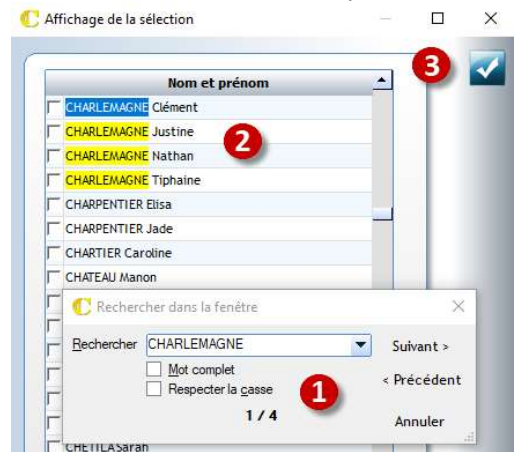 Affichage de la sélection
3
Nom et prénom
CHARLEMAGNE Clément
CHARLEMAGNE Justine
2
CHARLEMAGNE Nathan
CHARLEMAGNE Tiphaine
CHARPENTIER Elisa
CHARPENTIER Jade
CHARTIER Caroline
CHATEAU Manon
Rechercher dans la fenêtre
Rechercher CHARLEMAGNE Suivant >
Mot complet
Respecter la casse
< Précédent
1
1 / 4
Annuler
CHETILA Sarah